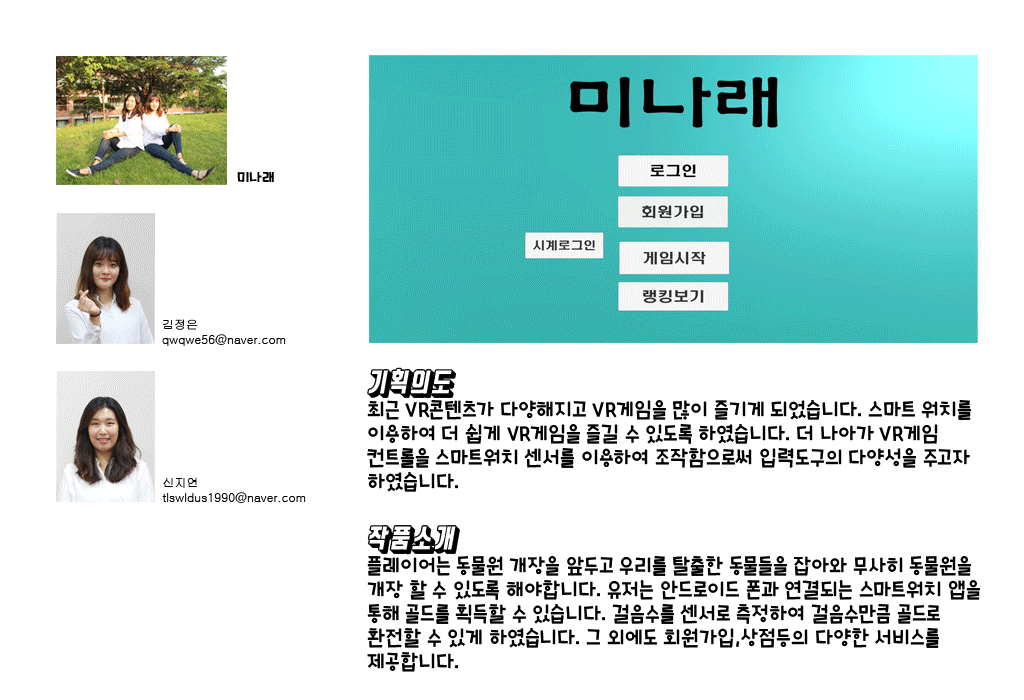 미나래
김정은
qwqwe56@naver.com
신지연
tlswldus1990@naver.com
미나래
로그인
회원가입
시계로그인
게임시작
랭킹보기
기획의도
최근 VR콘텐츠가 다양해지고 VR게임을 많이 즐기게 되었습니다. 스마트 워치를
이용하여 더 쉽게 VR게임을 즐길 수 있도록 하였습니다. 더 나아가 VR게임
컨트롤을 스마트워치 센서를 이용하여 조작함으로써 입력도구의 다양성을 주고자
하였습니다.
작품소개
플레이어는 동물원 개장을 앞두고 우리를 탈출한 동물들을 잡아와 무사히 동물원을
개장 할 수 있도록 해야합니다. 유저는 안드로이드 폰과 연결되는 스마트워치 앱을
통해 골드를 획득할 수 있습니다. 걸음수를 센서로 측정하여 걸음수만큼 골드로
환전할 수 있게 하였습니다. 그 외에도 회원가입,상점등의 다양한 서비스를
제공합니다.